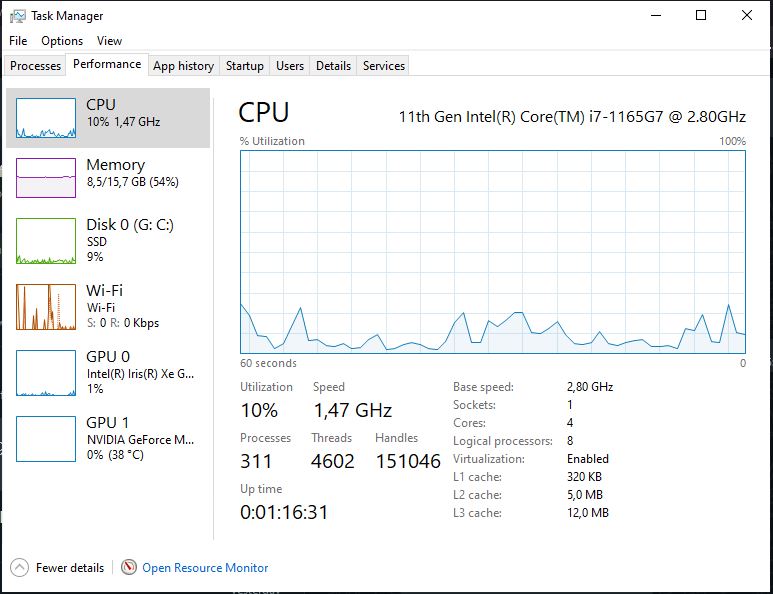 Task Manager
File Options View
Processes Performance App history Startup Users Details Services
CPU
10% 1,47 GHz
Memory
8,5/15,7 GB (54%)
Disk 0 (G: C:)
SSD
9%
Wi-Fi
Wi-Fi
S: 0 R: 0 Kbps
GPU 0
Intel(R) Iris(R) Xe G...
1%
GPU 1
NVIDIA GeForce M...
0% (38 °C)
CPU
11th Gen Intel(R) Core(TM) i7-1165G7 @ 2.80GHz
% Utilization 100%
60 seconds 0
Utilization Speed
10% 1,47 GHz
Processes Threads Handles
311 4602 151046
Up time
0:01:16:31
Base speed: 2,80 GHz
Sockets: 1
Cores: 4
Logical processors: 8
Virtualization: Enabled
L1 cache: 320 KB
L2 cache: 5,0 MB
L3 cache: 12,0 MB
Fewer details Open Resource Monitor